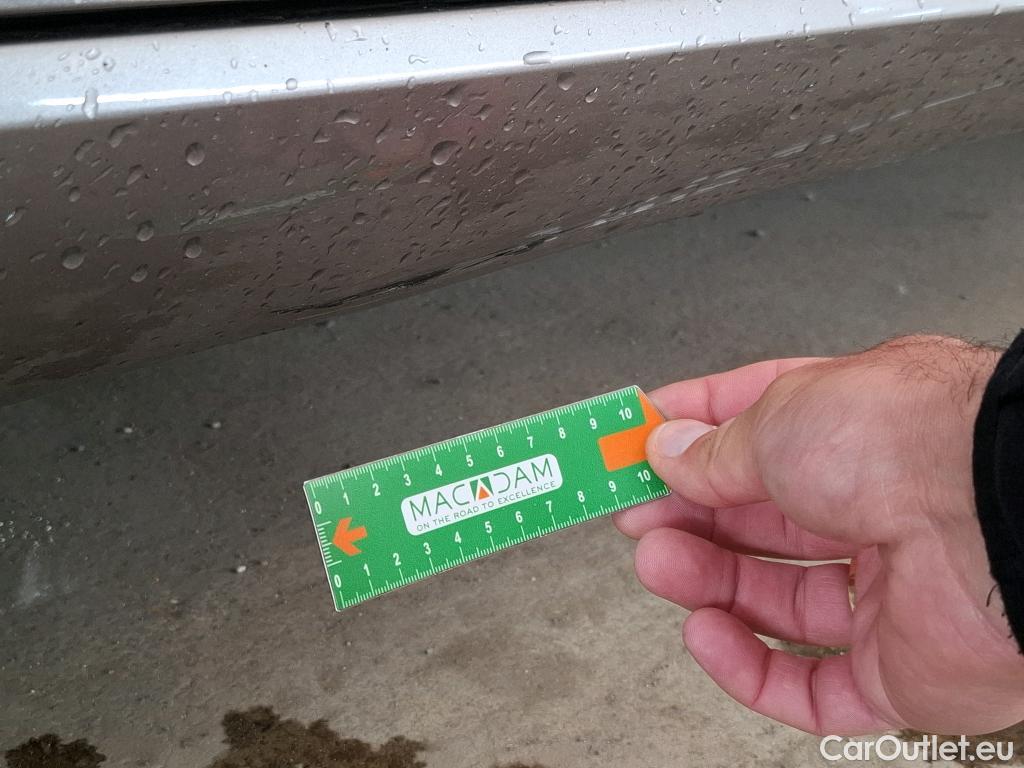 0 1 2 3 4 5 6 7 8 9 10
MACADAM
ON THE ROAD TO EXCELLENCE
0 1 2 3 4 5 6 7 8 9 10
CarOutlet.eu